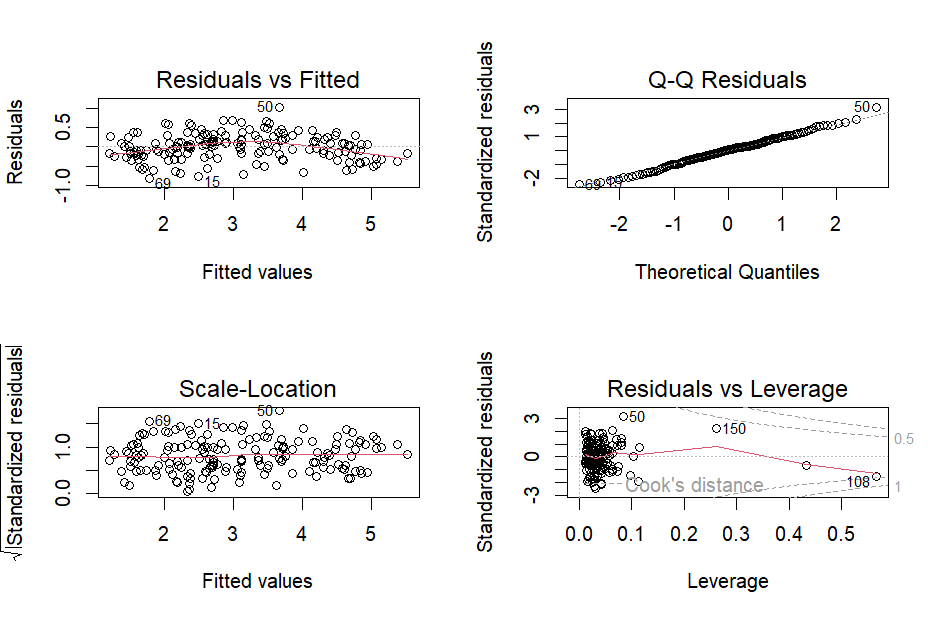 Residuals vs Fitted
Residuals
0.5
-1.0
50
69
15
2 3 4 5
Fitted values
Q-Q Residuals
Standardized residuals
3
1
-2
50
69
15
-2 -1 0 1 2
Theoretical Quantiles
Scale-Location
√|Standardized residuals|
1.0
0.0
69
15
50
2 3 4 5
Fitted values
Residuals vs Leverage
Standardized residuals
3
0
-3
50
150
108
Cook's distance
0.5
1
0.0 0.1 0.2 0.3 0.4 0.5
Leverage